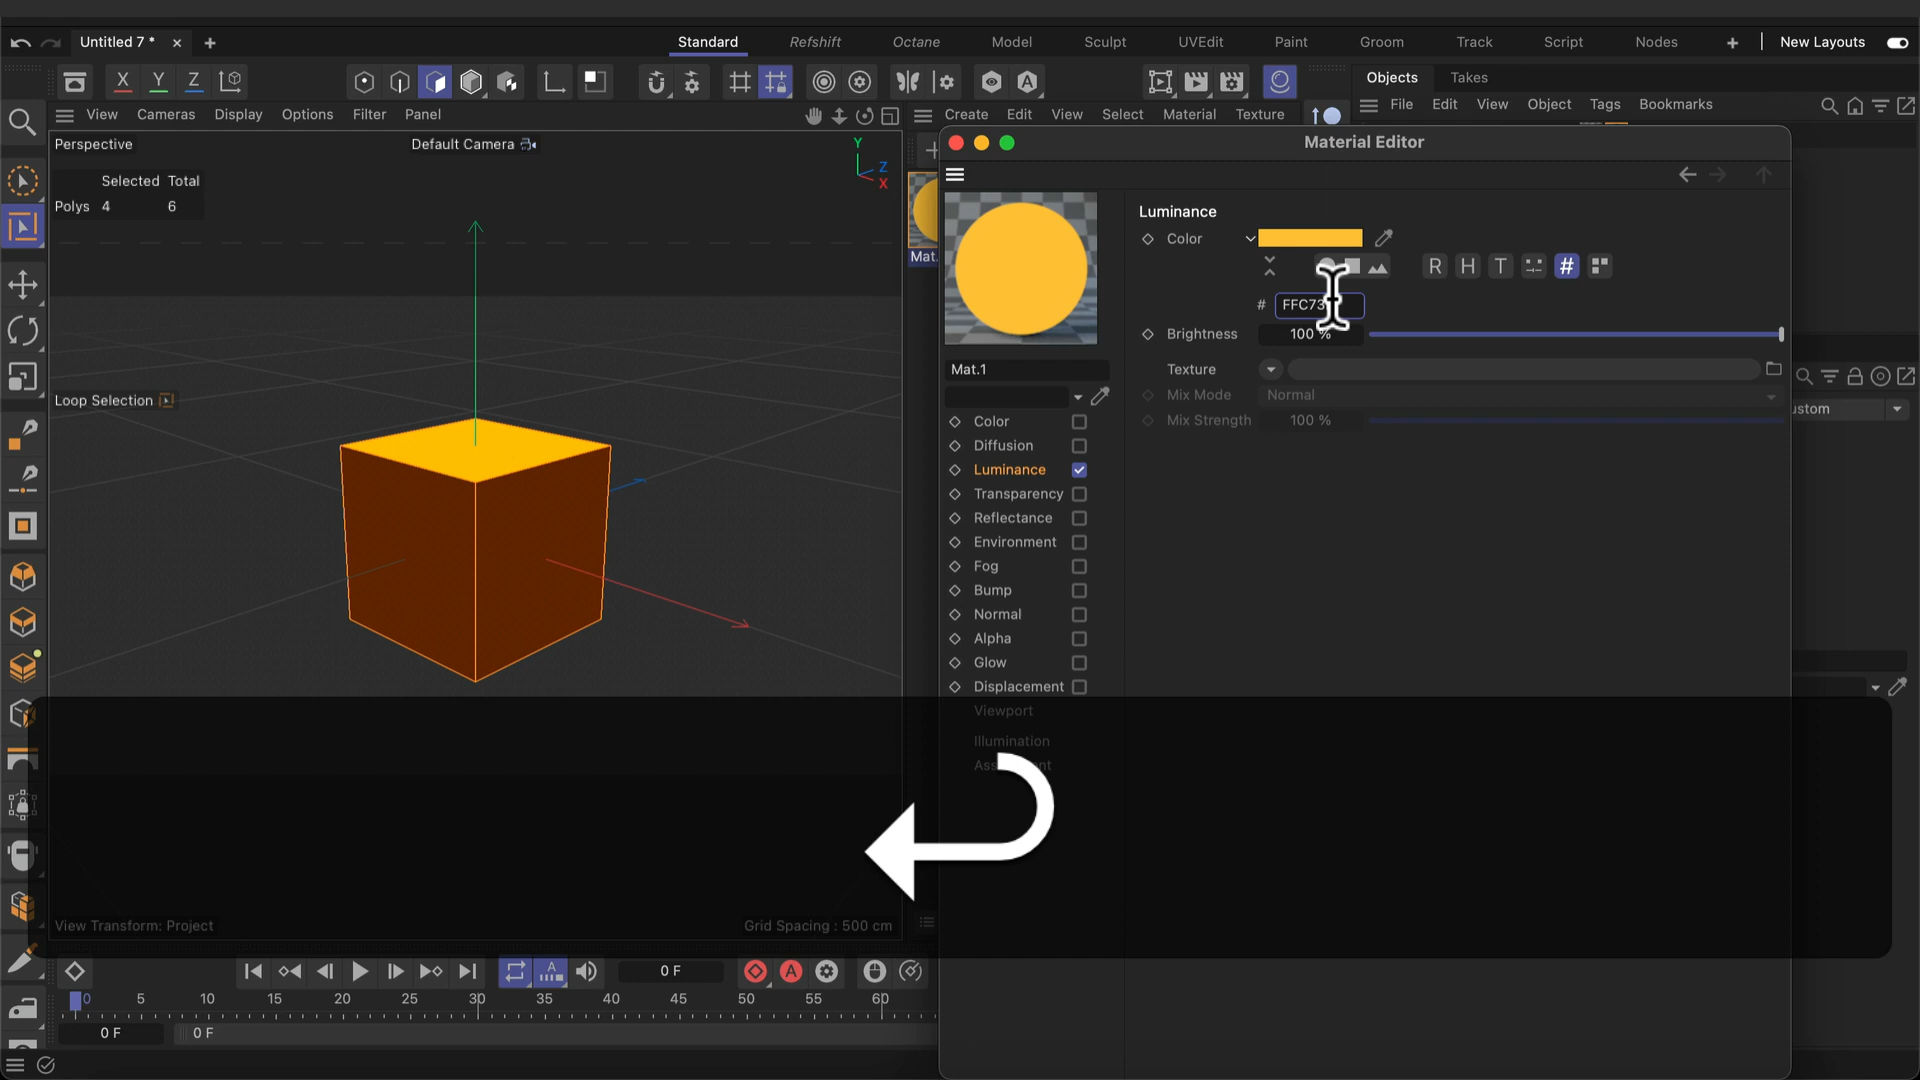 Untitled 7 *
Standard
Refshift
Octane
Model
Sculpt
UVEdit
Paint
Groom
Track
Script
Nodes
New Layouts
X
Y
Z
Objects
Takes
View
Cameras
Display
Options
Filter
Panel
Create
Edit
View
Select
Material
Texture
File
Edit
View
Object
Tags
Bookmarks
Perspective
Default Camera
Y
Z
X
Material Editor
Selected Total
Polys 4 6
Luminance
Color
R
H
T
#
# FFC73
Mat.
Brightness 100 %
Mat.1
Texture
Mix Mode Normal
Mix Strength 100 %
Loop Selection
Color
Diffusion
Luminance
Transparency
Reflectance
Environment
Fog
Bump
Normal
Alpha
Glow
Displacement
Viewport
Illumination
View Transform: Project
Grid Spacing : 500 cm
0 F
0 5 10 15 20 25 30 35 40 45 50 55 60
0 F
0 F